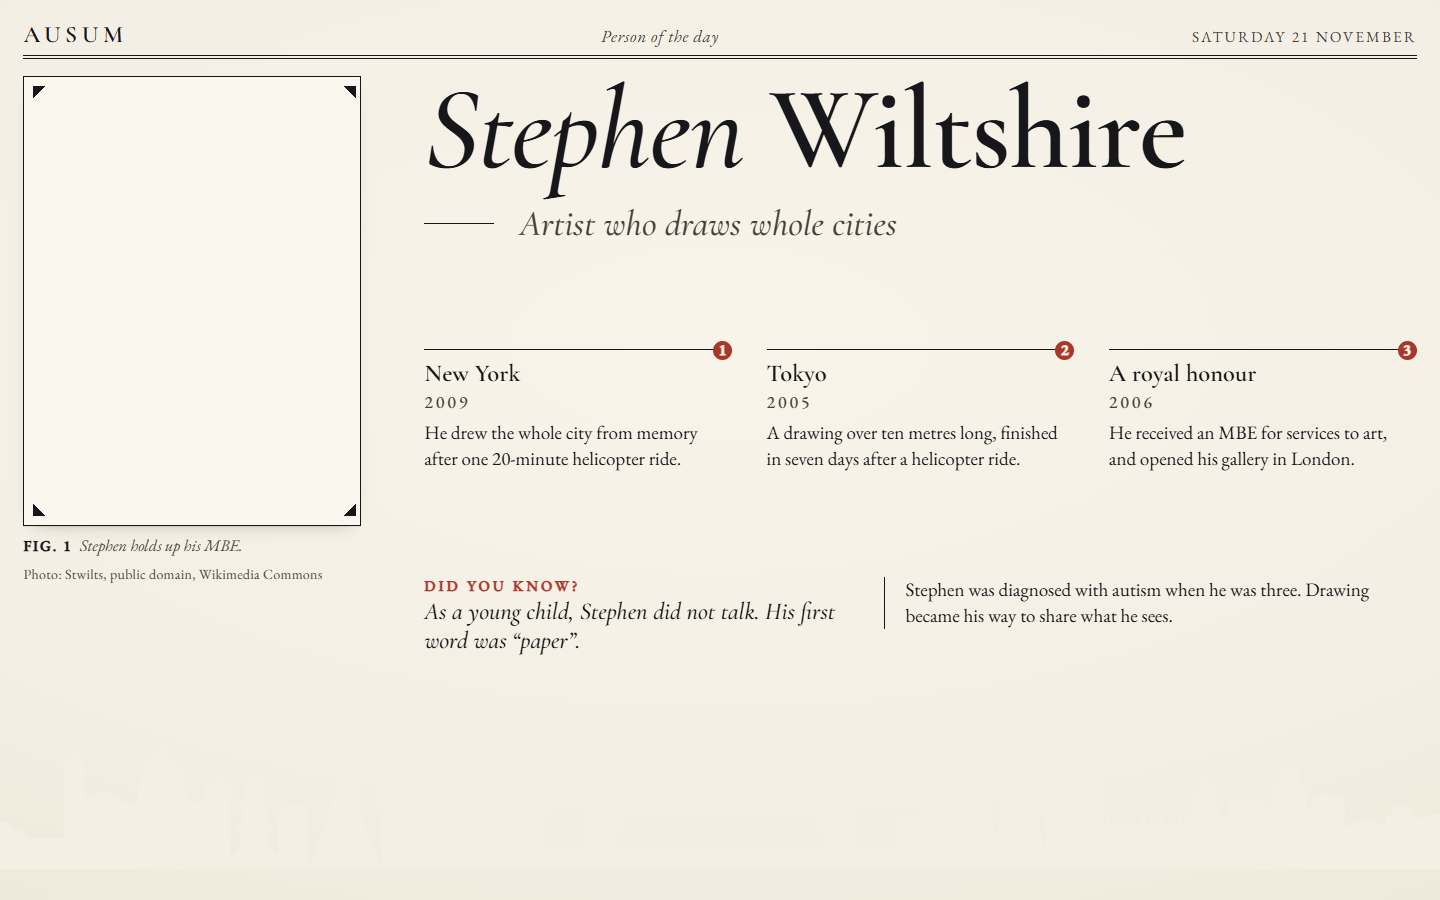 AUSUM
Person of the day
SATURDAY 21 NOVEMBER
Stephen Wiltshire
Artist who draws whole cities
1
New York
2009
He drew the whole city from memory
after one 20-minute helicopter ride.
2
Tokyo
2005
A drawing over ten metres long, finished
in seven days after a helicopter ride.
3
A royal honour
2006
He received an MBE for services to art,
and opened his gallery in London.
FIG. 1 Stephen holds up his MBE.
Photo: Stwilts, public domain, Wikimedia Commons
DID YOU KNOW?
As a young child, Stephen did not talk. His first
word was “paper”.
Stephen was diagnosed with autism when he was three. Drawing
became his way to share what he sees.